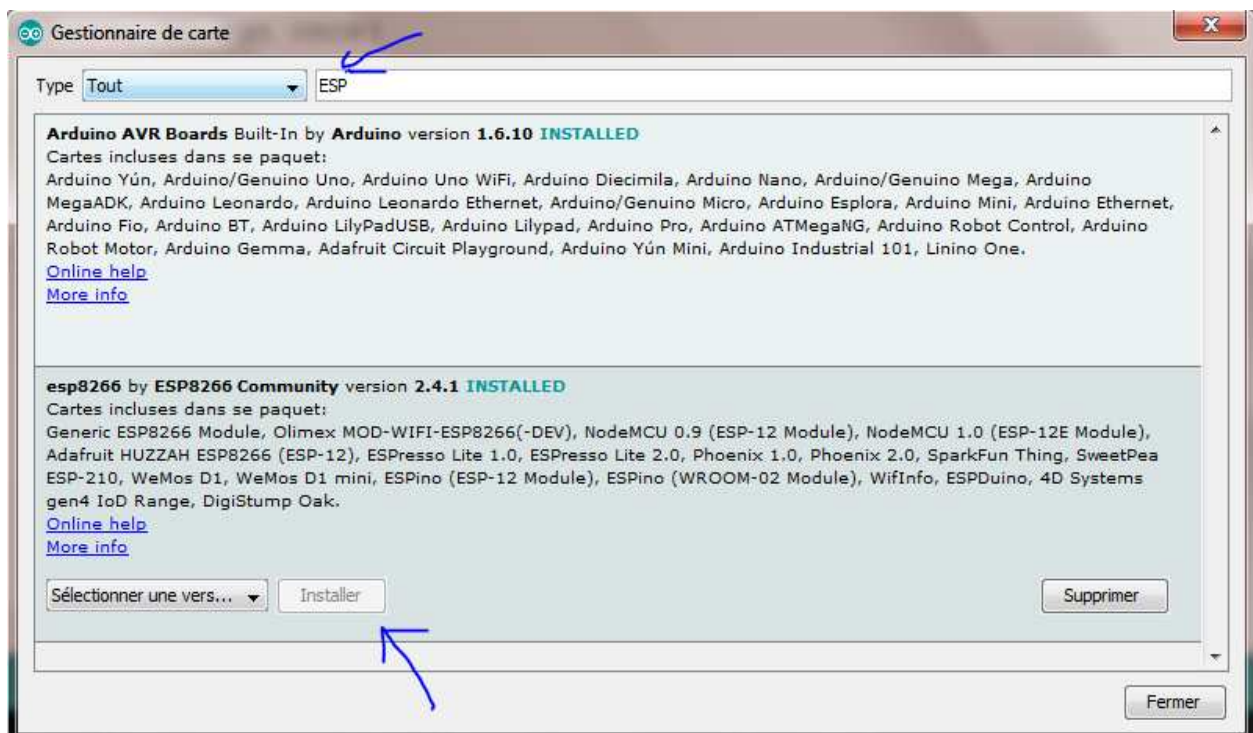 Gestionnaire de carte
Type Tout ESP
Arduino AVR Boards Built-In by Arduino version 1.6.10 INSTALLED
Cartes incluses dans se paquet:
Arduino Yún, Arduino/Genuino Uno, Arduino Uno WiFi, Arduino Diecimila, Arduino Nano, Arduino/Genuino Mega, Arduino
MegaADK, Arduino Leonardo, Arduino Leonardo Ethernet, Arduino/Genuino Micro, Arduino Esplora, Arduino Mini, Arduino Ethernet,
Arduino Fio, Arduino BT, Arduino LilyPadUSB, Arduino Lilypad, Arduino Pro, Arduino ATMegaNG, Arduino Robot Control, Arduino
Robot Motor, Arduino Gemma, Adafruit Circuit Playground, Arduino Yún Mini, Arduino Industrial 101, Linino One.
Online help
More info
esp8266 by ESP8266 Community version 2.4.1 INSTALLED
Cartes incluses dans se paquet:
Generic ESP8266 Module, Olimex MOD-WIFI-ESP8266(-DEV), NodeMCU 0.9 (ESP-12 Module), NodeMCU 1.0 (ESP-12E Module),
Adafruit HUZZAH ESP8266 (ESP-12), ESPresso Lite 1.0, ESPresso Lite 2.0, Phoenix 1.0, Phoenix 2.0, SparkFun Thing, SweetPea
ESP-210, WeMos D1, WeMos D1 mini, ESPino (ESP-12 Module), ESPino (WROOM-02 Module), WifInfo, ESPDuino, 4D Systems
gen4 IoD Range, DigiStump Oak.
Online help
More info
Sélectionner une vers... Installer Supprimer
Fermer